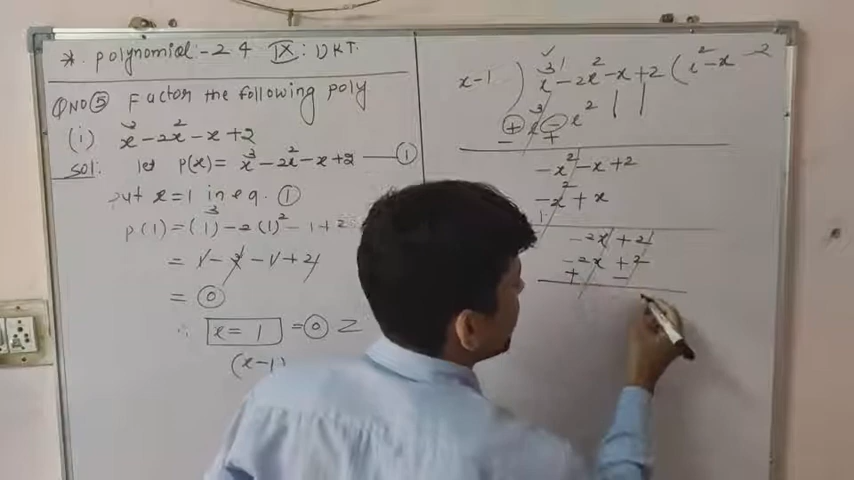 * polynomial - 2.4 (IX) : DKT.
QNO (5) Factor the following poly
(i) x³ - 2x² - x + 2
sol. let p(x) = x³ - 2x² - x + 2 —— (1)
put x = 1 in eq. (1)
p(1) = (1)³ - 2(1)² - 1 + 2
= 1 - 2 - 1 + 2
= 0
∴ x = 1 = 0
(x-1)
x-1 ) x³ - 2x² - x + 2 ( x² - x - 2
x³ - x²
- +
- x² - x + 2
- x² + x
- 2x + 2
- 2x + 2
+ -